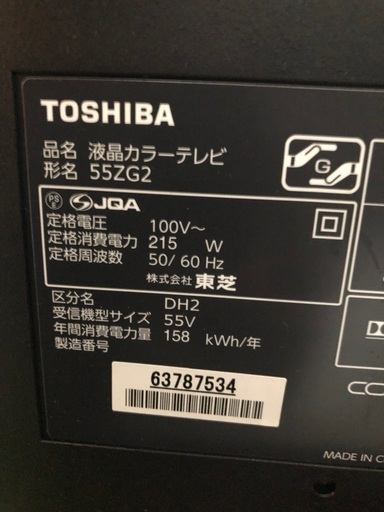 TOSHIBA
品名 液晶カラーテレビ
形名 55ZG2
G
PS
E
JQA
定格電圧 100V～
定格消費電力 215 W
定格周波数 50/60 Hz
株式会社 東芝
区分名 DH2
受信機型サイズ 55V
年間消費電力量 158 kWh/年
製造番号
63787534
MADE IN C